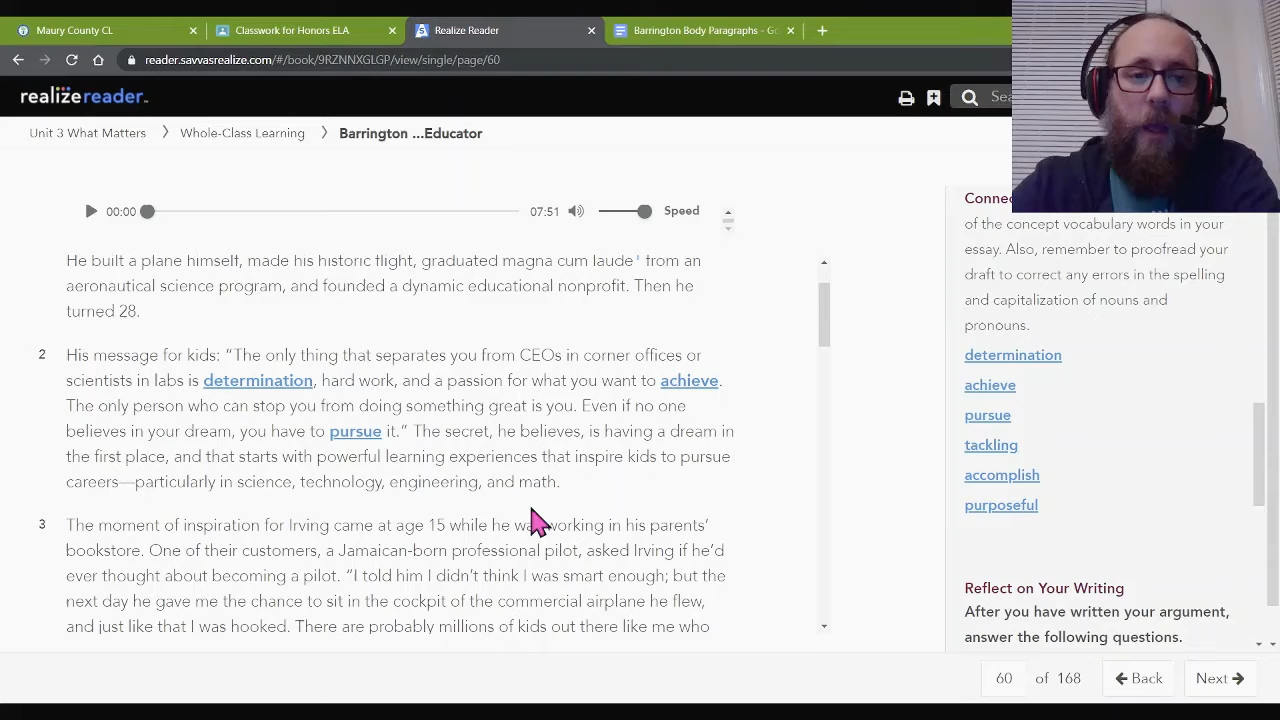 Maury County CL
Classwork for Honors ELA
Realize Reader
Barrington Body Paragraphs - Go
reader.savvasrealize.com/#/book/9RZNNXGLGF
/single/page/60
realizereader
Sea
Unit 3 What Matters
Whole-Class Learning
Barrington ...Educator
00:00
07:51
Speed
He built a plane himself, made his historic flight, graduated magna cum laude 1 from an
aeronautical science program, and founded a dynamic educational nonprofit. Then he
turned 28.
2 His message for kids: “The only thing that separates you from CEOs in corner offices or
scientists in labs is determination, hard work, and a passion for what you want to achieve.
The only person who can stop you from doing something great is you. Even if no one
believes in your dream, you have to pursue it.” The secret, he believes, is having a dream in
the first place, and that starts with powerful learning experiences that inspire kids to pursue
careers—particularly in science, technology, engineering, and math.
3 The moment of inspiration for Irving came at age 15 while he was working in his parents’
bookstore. One of their customers, a Jamaican-born professional pilot, asked Irving if he’d
ever thought about becoming a pilot. “I told him I didn’t think I was smart enough; but the
next day he gave me the chance to sit in the cockpit of the commercial airplane he flew,
and just like that I was hooked. There are probably millions of kids out there like me who
Connec
of the concept vocabulary words in your
essay. Also, remember to proofread your
draft to correct any errors in the spelling
and capitalization of nouns and
pronouns.
determination
achieve
pursue
tackling
accomplish
purposeful
Reflect on Your Writing
After you have written your argument,
answer the following questions.
60 of 168
Back
Next